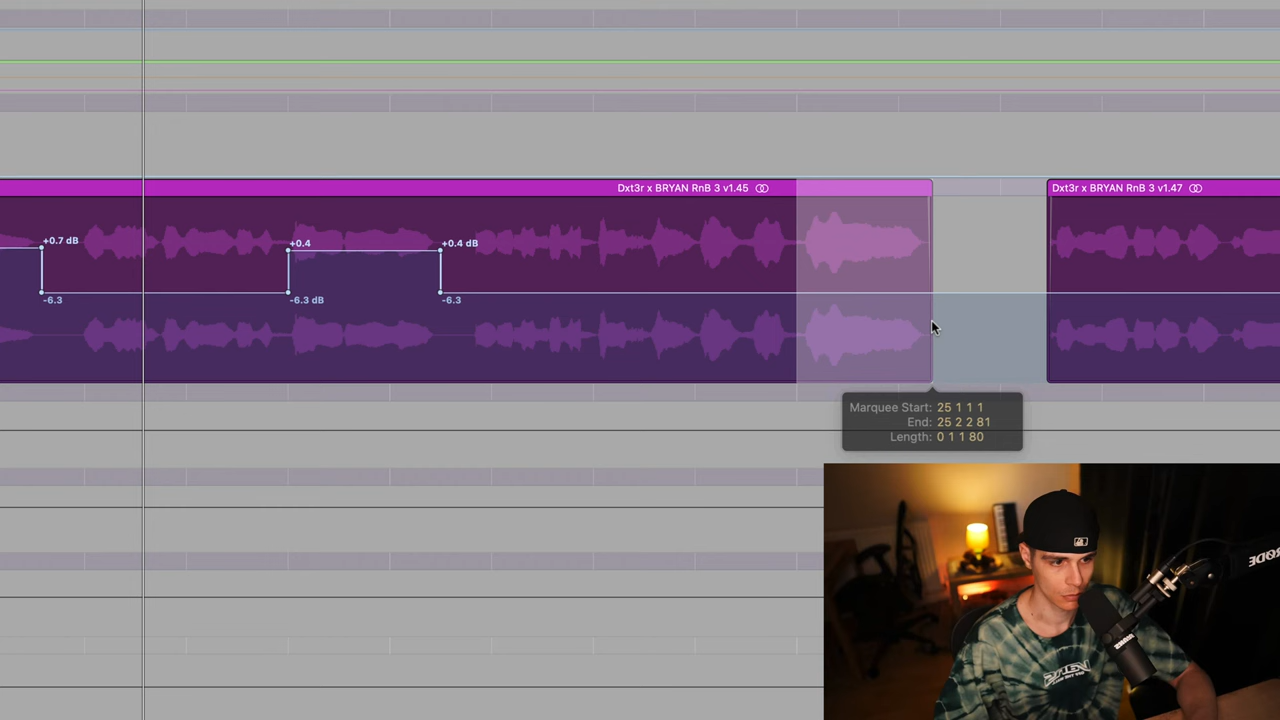 Dxt3r x BRYAN RnB 3 v1.45
Dxt3r x BRYAN RnB 3 v1.47
+0.7 dB
+0.4
+0.4 dB
-6.3
-6.3 dB
-6.3
Marquee Start: 25 1 1 1
End: 25 2 2 81
Length: 0 1 1 80
RODE